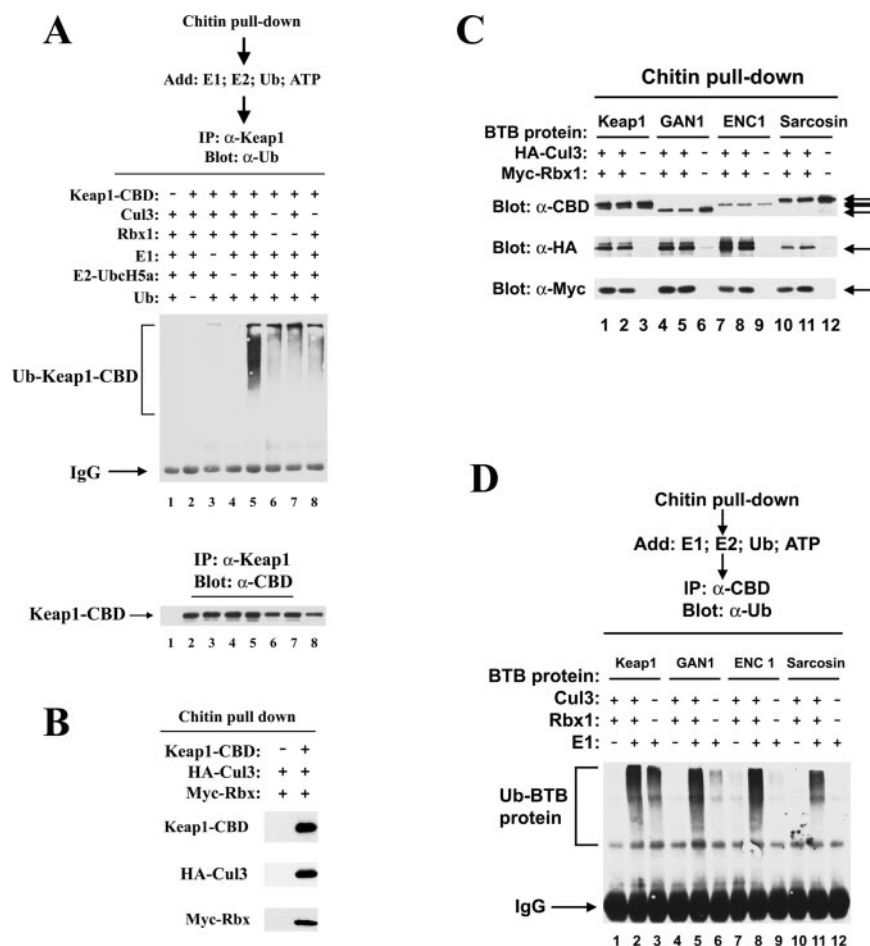 A
Chitin pull-down
Add: E1; E2; Ub; ATP
IP: α-Keap1
Blot: α-Ub
Keap1-CBD: - + + + + + + +
Cul3: + + + + + - + -
Rbx1: + + + + + - - +
E1: + + - + + + + +
E2-UbcH5a: + + + - + + + +
Ub: + - + + + + + +
Ub-Keap1-CBD
IgG
1 2 3 4 5 6 7 8
IP: α-Keap1
Blot: α-CBD
Keap1-CBD
1 2 3 4 5 6 7 8
B
Chitin pull down
Keap1-CBD: - +
HA-Cul3: + +
Myc-Rbx: + +
Keap1-CBD
HA-Cul3
Myc-Rbx
C
Chitin pull-down
BTB protein: Keap1 GAN1 ENC1 Sarcosin
HA-Cul3: + + - + + - + + - + + -
Myc-Rbx1: + + - + + - + + - + + -
Blot: α-CBD
Blot: α-HA
Blot: α-Myc
1 2 3 4 5 6 7 8 9 10 11 12
D
Chitin pull-down
Add: E1; E2; Ub; ATP
IP: α-CBD
Blot: α-Ub
BTB protein: Keap1 GAN1 ENC 1 Sarcosin
Cul3: + + - + + - + + - + + -
Rbx1: + + - + + - + + - + + -
E1: - + + - + + - + + - + +
Ub-BTB
protein
IgG
1 2 3 4 5 6 7 8 9 10 11 12